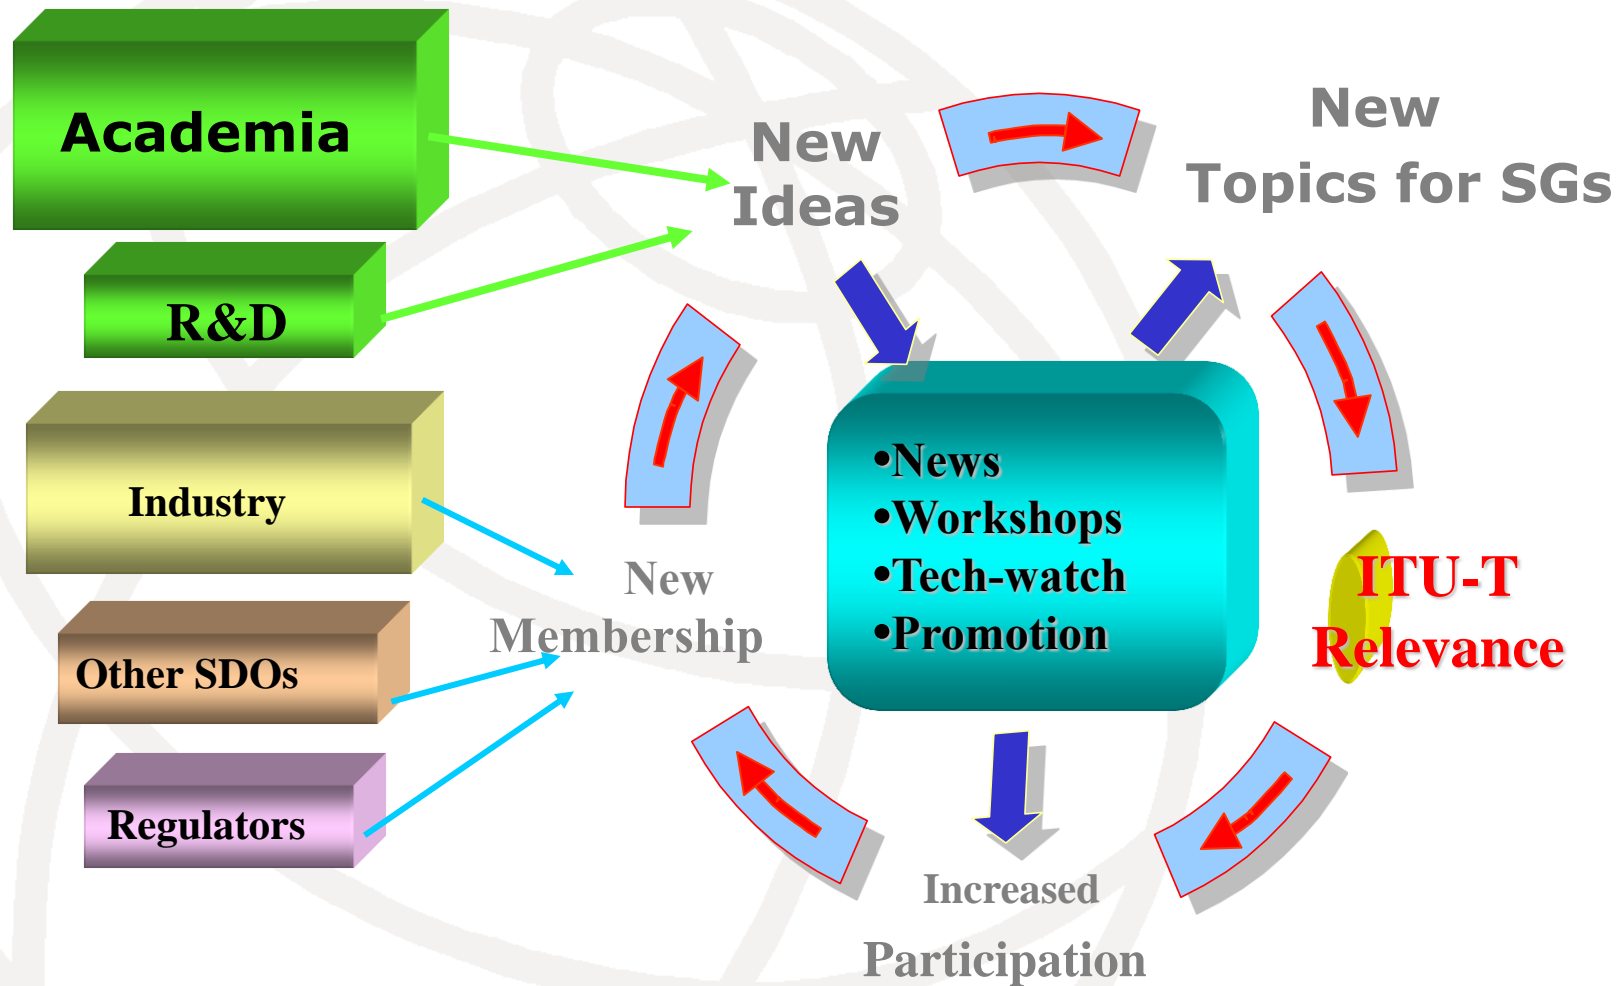 Academia
R&D
Industry
Other SDOs
Regulators
New
Ideas
New
Topics for SGs
New
Membership
•News
•Workshops
•Tech-watch
•Promotion
ITU-T
Relevance
Increased
Participation